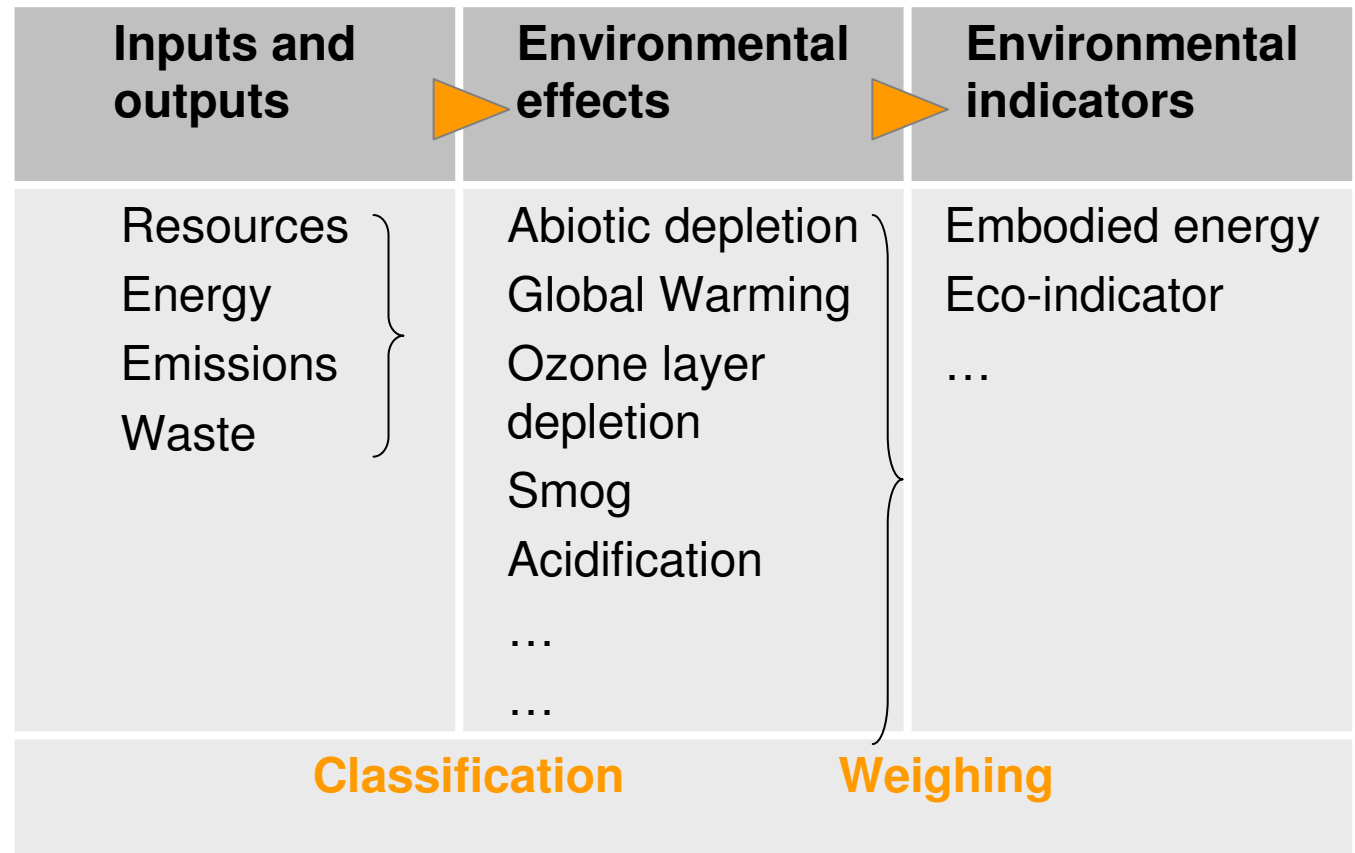 Inputs and
outputs
Environmental
effects
Environmental
indicators
Resources
Energy
Emissions
Waste
Abiotic depletion
Global Warming
Ozone layer
depletion
Smog
Acidification
…
…
Embodied energy
Eco-indicator
…
Classification
Weighing